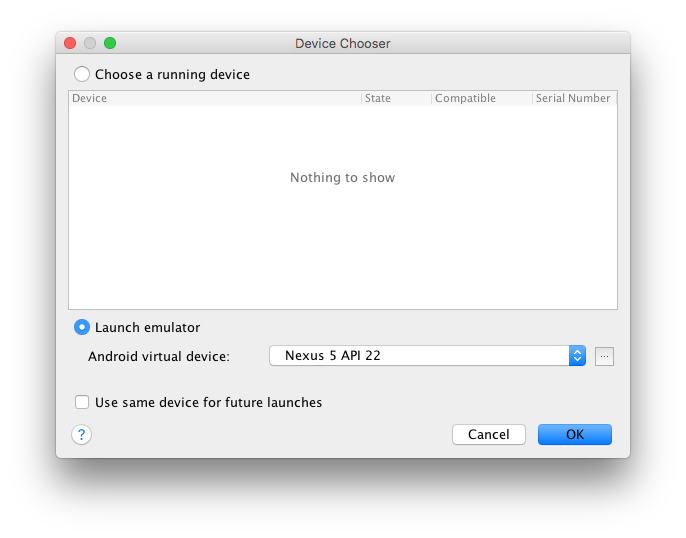 Device Chooser
Choose a running device
Device State Compatible Serial Number
Nothing to show
Launch emulator
Android virtual device: Nexus 5 API 22 ...
Use same device for future launches
? Cancel OK